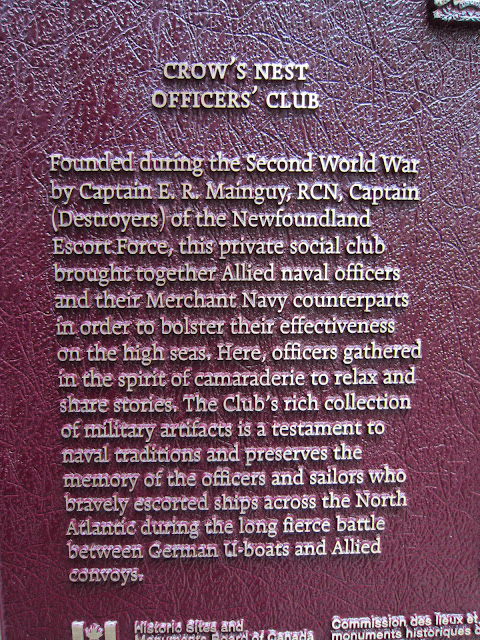 CROW'S NEST
OFFICERS' CLUB
Founded during the Second World War
by Captain E. R. Mainguy, RCN, Captain
(Destroyers) of the Newfoundland
Escort Force, this private social club
brought together Allied naval officers
and their Merchant Navy counterparts
in order to bolster their effectiveness
on the high seas. Here, officers gathered
in the spirit of camaraderie to relax and
share stories. The Club's rich collection
of military artifacts is a testament to
naval traditions and preserves the
memory of the officers and sailors who
bravely escorted ships across the North
Atlantic during the long fierce battle
between German U-boats and Allied
convoys.
Historic Sites and
Monuments Board of Canada
Commission des lieux et
monuments historiques